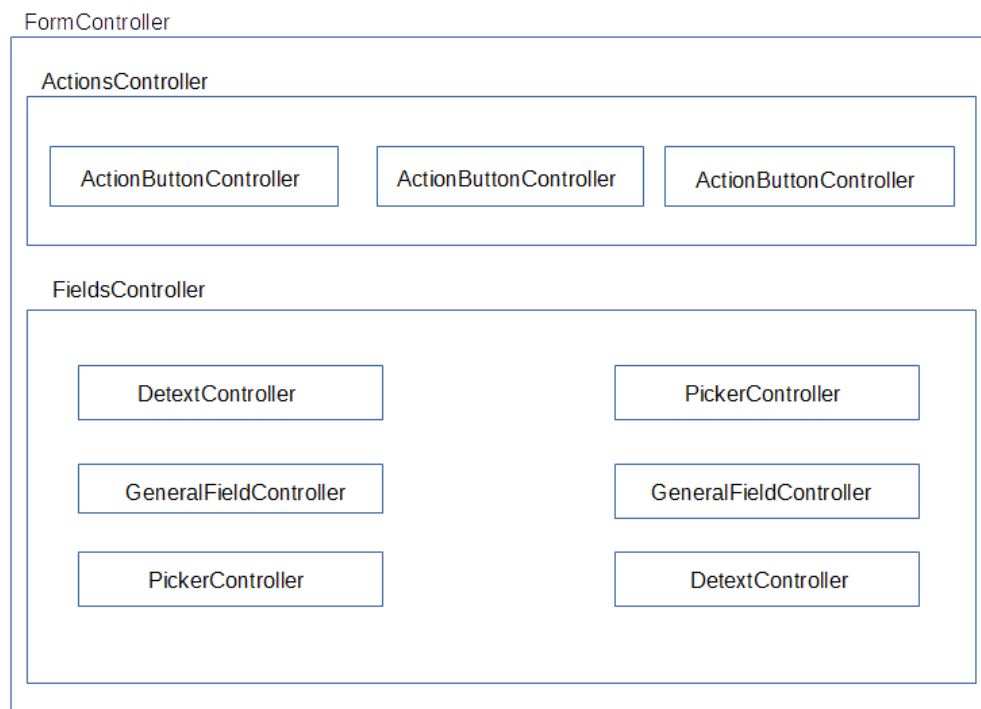 FormController
ActionsController
ActionButtonController
ActionButtonController
ActionButtonController
FieldsController
DetextController
PickerController
GeneralFieldController
GeneralFieldController
PickerController
DetextController